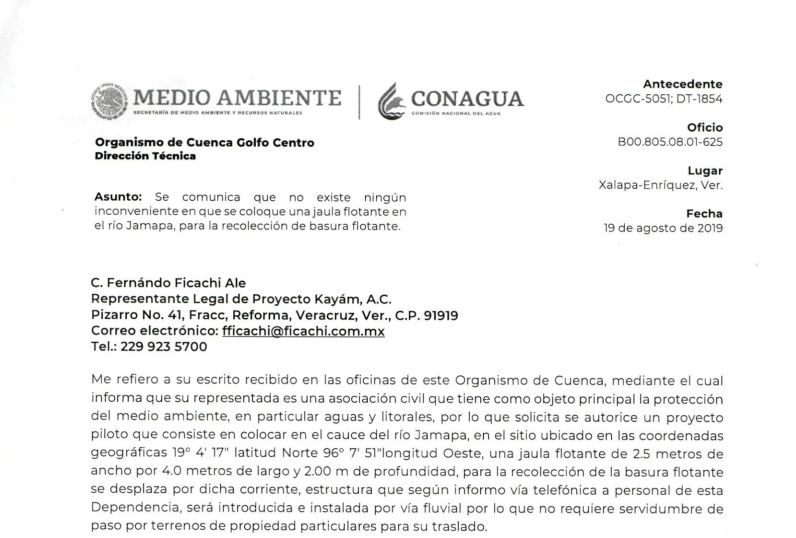 MEDIO AMBIENTE
SECRETARÍA DE MEDIO AMBIENTE Y RECURSOS NATURALES
CONAGUA
COMISIÓN NACIONAL DEL AGUA
Antecedente
OCGC-5051; DT-1854
Oficio
B00.805.08.01-625
Lugar
Xalapa-Enríquez, Ver.
Fecha
19 de agosto de 2019
Organismo de Cuenca Golfo Centro
Dirección Técnica
Asunto: Se comunica que no existe ningún
inconveniente en que se coloque una jaula flotante en
el río Jamapa, para la recolección de basura flotante.
C. Fernándo Ficachi Ale
Representante Legal de Proyecto Kayám, A.C.
Pizarro No. 41, Fracc, Reforma, Veracruz, Ver., C.P. 91919
Correo electrónico: fficachi@ficachi.com.mx
Tel.: 229 923 5700
Me refiero a su escrito recibido en las oficinas de este Organismo de Cuenca, mediante el cual
informa que su representada es una asociación civil que tiene como objeto principal la protección
del medio ambiente, en particular aguas y litorales, por lo que solicita se autorice un proyecto
piloto que consiste en colocar en el cauce del río Jamapa, en el sitio ubicado en las coordenadas
geográficas 19º 4' 17" latitud Norte 96º 7' 51"longitud Oeste, una jaula flotante de 2.5 metros de
ancho por 4.0 metros de largo y 2.00 m de profundidad, para la recolección de la basura flotante
se desplaza por dicha corriente, estructura que según informo vía telefónica a personal de esta
Dependencia, será introducida e instalada por vía fluvial por lo que no requiere servidumbre de
paso por terrenos de propiedad particulares para su traslado.